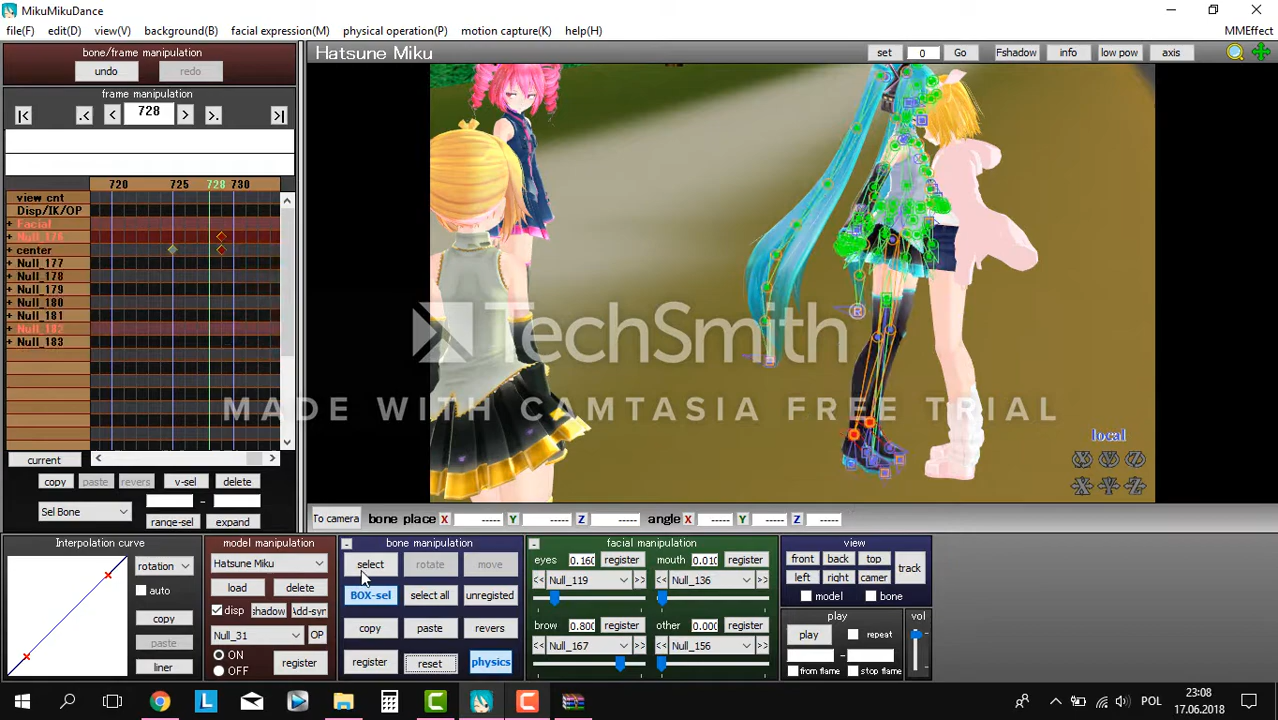 MikuMikuDance
file(F) edit(D) view(V) background(B) facial expression(M) physical operation(P) motion capture(K) help(H) MMEffect
bone/frame manipulation
undo redo
Hatsune Miku set 0 Go Fshadow info low pow axis
frame manipulation
|< .< < 728 > >. >|
720 725 728 730
view cnt
Disp/IK/OP
+ Facial
+ Null_176
+ center
+ Null_177
+ Null_178
+ Null_179
+ Null_180
+ Null_181
+ Null_182
+ Null_183
TechSmith
MADE WITH CAMTASIA FREE TRIAL
R
local
X Y Z
X Y Z
current
copy paste revers v-sel delete
Sel Bone -
range-sel expand
To camera bone place X ----- Y ----- Z ----- angle X ----- Y ----- Z -----
Interpolation curve
rotation
auto
copy
paste
liner
model manipulation
Hatsune Miku
load delete
disp shadow Add-syn
Null_31 OP
ON
OFF register
- bone manipulation
select rotate move
BOX-sel select all unregisted
copy paste revers
register reset physics
- facial manipulation
eyes 0.160 register mouth 0.010 register
<< Null_119 >> << Null_136 >>
brow 0.800 register other 0.000 register
<< Null_167 >> << Null_156 >>
view
front back top
left right camer track
model bone
play
play repeat
-
from flame stop flame
vol
POL 23:08
17.06.2018